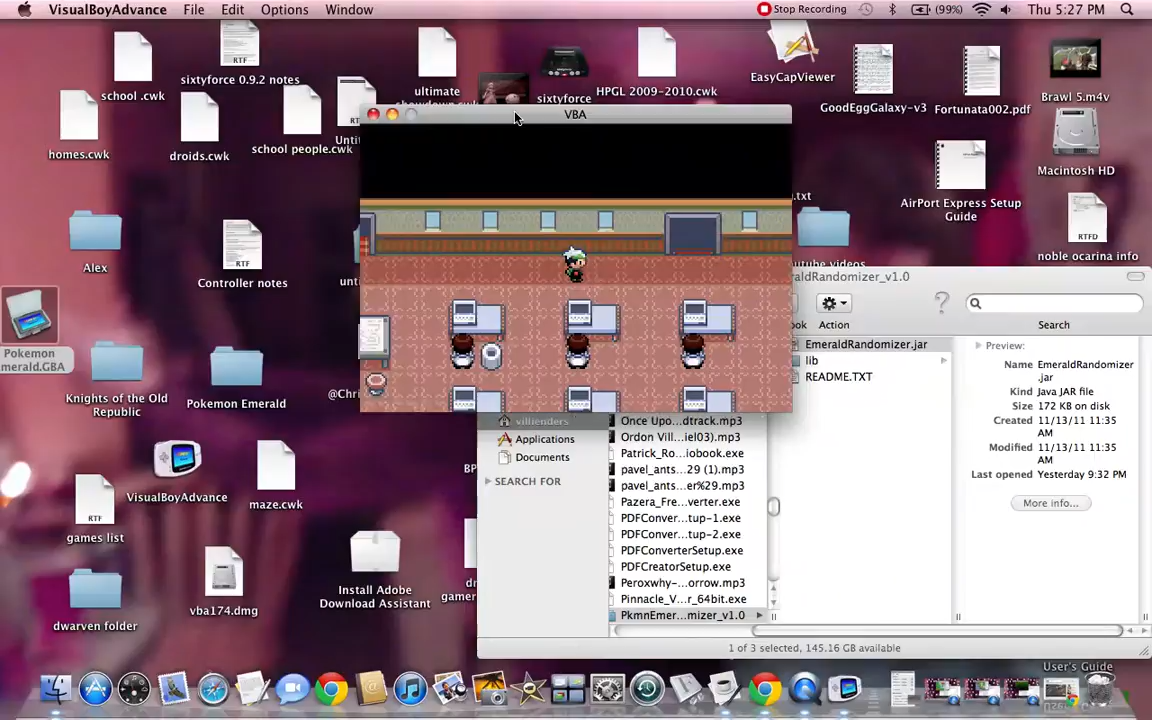 VisualBoyAdvance File Edit Options Window
Stop Recording (99%) Thu 5:27 PM
school .cwk
sixtyforce 0.9.2 notes
ultimate
sixtyforce
HPGL 2009-2010.cwk
EasyCapViewer
GoodEggGalaxy-v3
Fortunata002.pdf
Brawl 5.m4v
homes.cwk
droids.cwk
school people.cwk
VBA
Macintosh HD
AirPort Express Setup
Guide
Alex
Controller notes
noble ocarina info
Pokemon
merald.GBA
Knights of the Old
Republic
Pokemon Emerald
@Chri
VisualBoyAdvance
maze.cwk
games list
dwarven folder
vba174.dmg
Install Adobe
Download Assistant
ldRandomizer_v1.0
Action
Search
EmeraldRandomizer.jar
lib
README.TXT
Preview:
Name EmeraldRandomizer
.jar
Kind Java JAR file
Size 172 KB on disk
Created 11/13/11 11:35
AM
Modified 11/13/11 11:35
AM
Last opened Yesterday 9:32 PM
More info...
villienders
Applications
Documents
SEARCH FOR
Once Upo...dtrack.mp3
Ordon Vill...iel03).mp3
Patrick_Ro...iobook.exe
pavel_ants...29 (1).mp3
pavel_ants...er%29.mp3
Pazera_Fre...verter.exe
PDFConver...tup-1.exe
PDFConver...tup-2.exe
PDFConverterSetup.exe
PDFCreatorSetup.exe
Peroxwhy-...orrow.mp3
Pinnacle_V...r_64bit.exe
PkmnEmer...mizer_v1.0
1 of 3 selected, 145.16 GB available
User's Guide